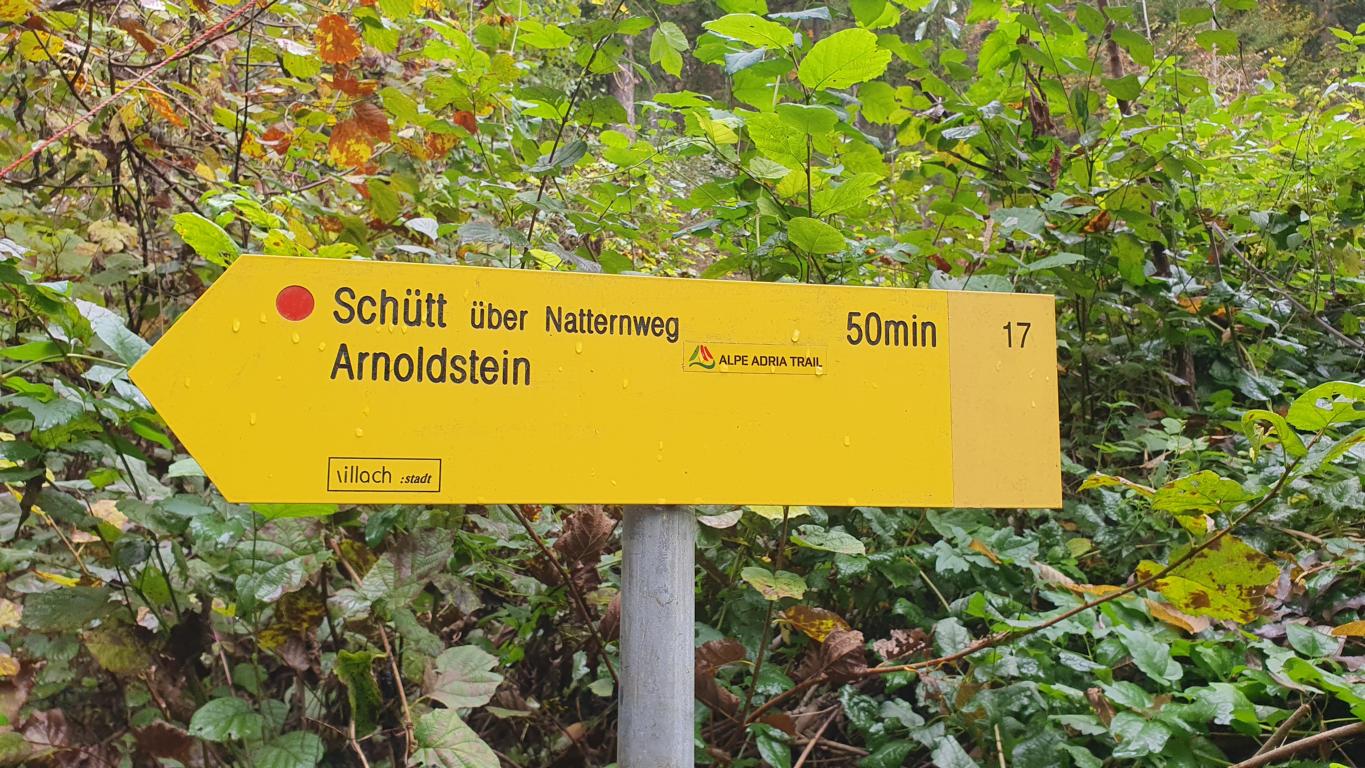 Schütt über Natternweg 50min 17
ALPE ADRIA TRAIL
Arnoldstein
villach :stadt